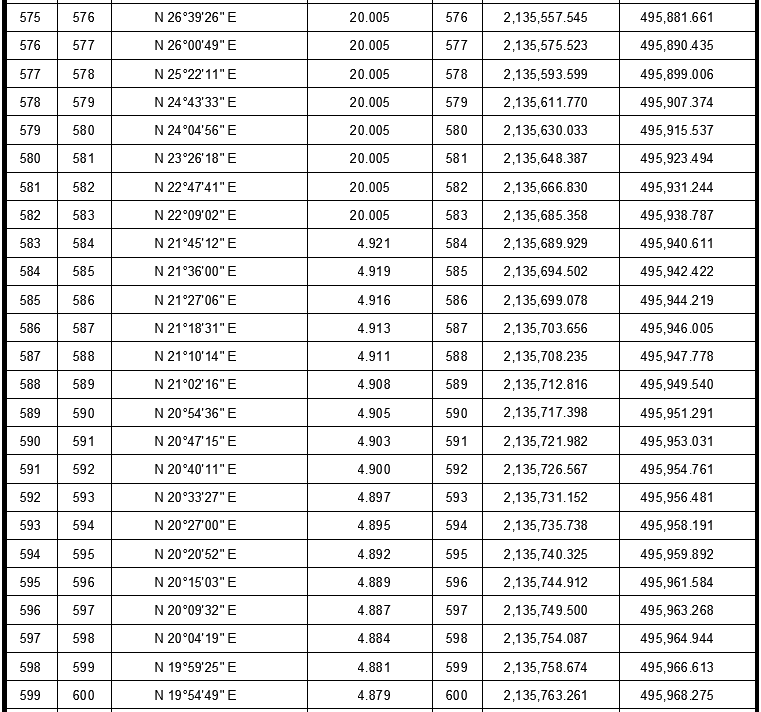 575 576 N 26°39'26" E 20.005 576 2,135,557.545 495,881.661
576 577 N 26°00'49" E 20.005 577 2,135,575.523 495,890.435
577 578 N 25°22'11" E 20.005 578 2,135,593.599 495,899.006
578 579 N 24°43'33" E 20.005 579 2,135,611.770 495,907.374
579 580 N 24°04'56" E 20.005 580 2,135,630.033 495,915.537
580 581 N 23°26'18" E 20.005 581 2,135,648.387 495,923.494
581 582 N 22°47'41" E 20.005 582 2,135,666.830 495,931.244
582 583 N 22°09'02" E 20.005 583 2,135,685.358 495,938.787
583 584 N 21°45'12" E 4.921 584 2,135,689.929 495,940.611
584 585 N 21°36'00" E 4.919 585 2,135,694.502 495,942.422
585 586 N 21°27'06" E 4.916 586 2,135,699.078 495,944.219
586 587 N 21°18'31" E 4.913 587 2,135,703.656 495,946.005
587 588 N 21°10'14" E 4.911 588 2,135,708.235 495,947.778
588 589 N 21°02'16" E 4.908 589 2,135,712.816 495,949.540
589 590 N 20°54'36" E 4.905 590 2,135,717.398 495,951.291
590 591 N 20°47'15" E 4.903 591 2,135,721.982 495,953.031
591 592 N 20°40'11" E 4.900 592 2,135,726.567 495,954.761
592 593 N 20°33'27" E 4.897 593 2,135,731.152 495,956.481
593 594 N 20°27'00" E 4.895 594 2,135,735.738 495,958.191
594 595 N 20°20'52" E 4.892 595 2,135,740.325 495,959.892
595 596 N 20°15'03" E 4.889 596 2,135,744.912 495,961.584
596 597 N 20°09'32" E 4.887 597 2,135,749.500 495,963.268
597 598 N 20°04'19" E 4.884 598 2,135,754.087 495,964.944
598 599 N 19°59'25" E 4.881 599 2,135,758.674 495,966.613
599 600 N 19°54'49" E 4.879 600 2,135,763.261 495,968.275